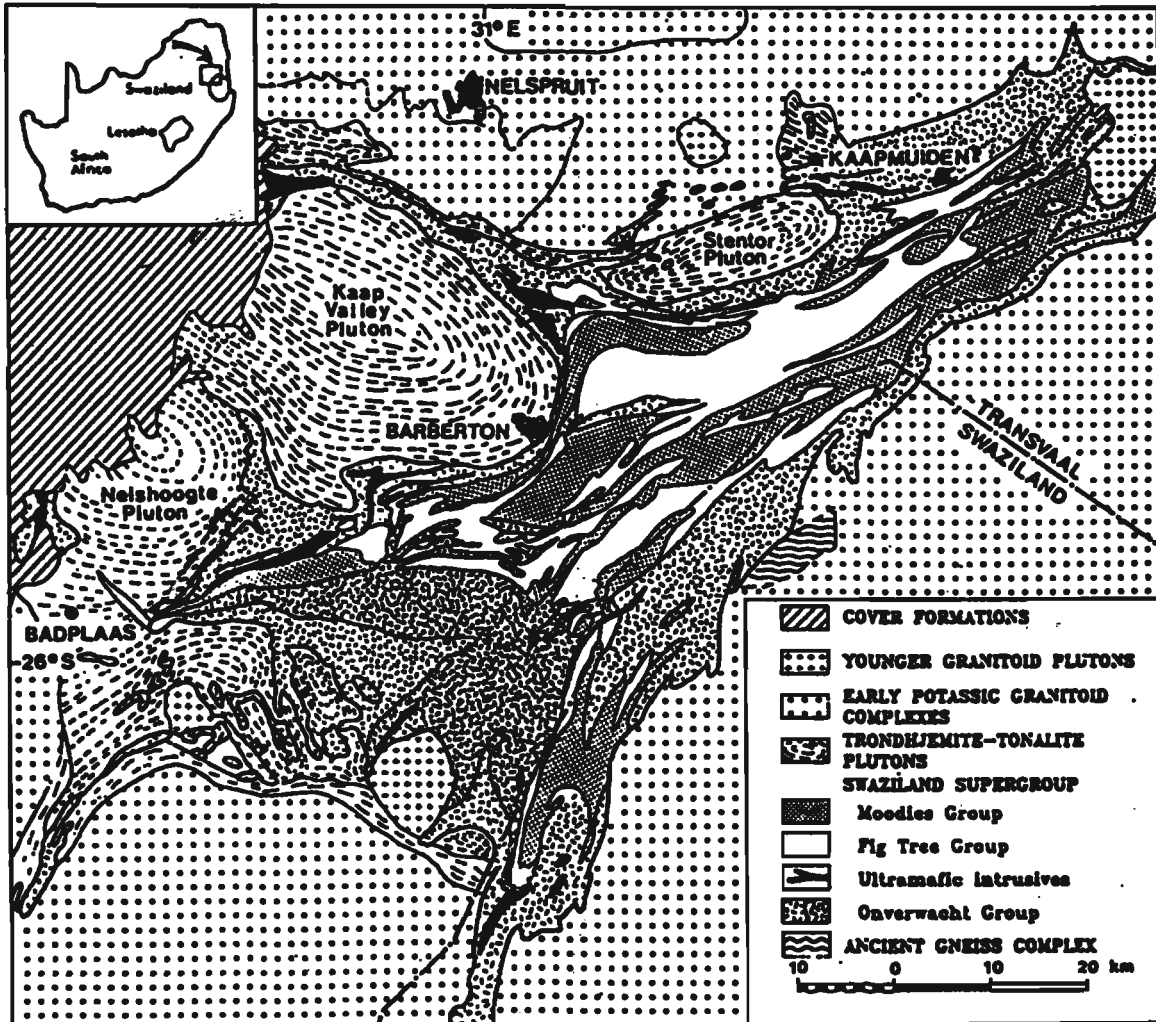 31° E
NELSPRUIT
Swaziland
Lesotho
South
Africa
KAAPMUIDEN
Stentor
Pluton
Kaap
Valley
Pluton
BARBERTON
TRANSVAAL
SWAZILAND
Nelshoogte
Pluton
BADPLAAS
26° S
COVER FORMATIONS
YOUNGER GRANITOID PLUTONS
EARLY POTASSIC GRANITOID
COMPLEXES
TRONDHJEMITE-TONALITE
PLUTONS
SWAZILAND SUPERGROUP
Moodies Group
Fig Tree Group
Ultramafic intrusives
Onverwacht Group
ANCIENT GNEISS COMPLEX
10 0 10 20 km